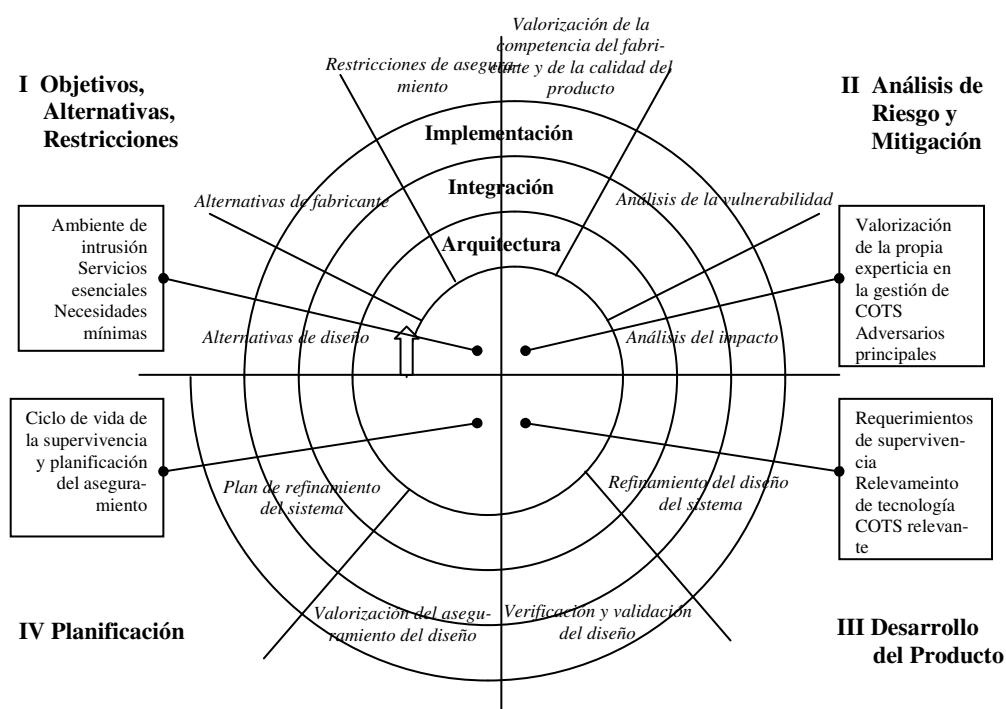 Valorización de la
competencia del fabri-
cante y de la calidad del
producto
Restricciones de asegura-
miento
I Objetivos,
Alternativas,
Restricciones
II Análisis de
Riesgo y
Mitigación
Implementación
Integración
Arquitectura
Alternativas de fabricante
Análisis de la vulnerabilidad
Ambiente de
intrusión
Servicios
esenciales
Necesidades
mínimas
Valorización
de la propia
experticia en
la gestión de
COTS
Adversarios
principales
Alternativas de diseño
Análisis del impacto
Ciclo de vida de
la supervivencia
y planificación
del asegura-
miento
Requerimientos
de supervivен-
cia
Relevameinto
de tecnología
COTS relevan-
te
Plan de refinamiento
del sistema
Refinamiento del diseño
del sistema
Valorización del asegu-
ramiento del diseño
Verificación y validación
del diseño
IV Planificación
III Desarrollo
del Producto